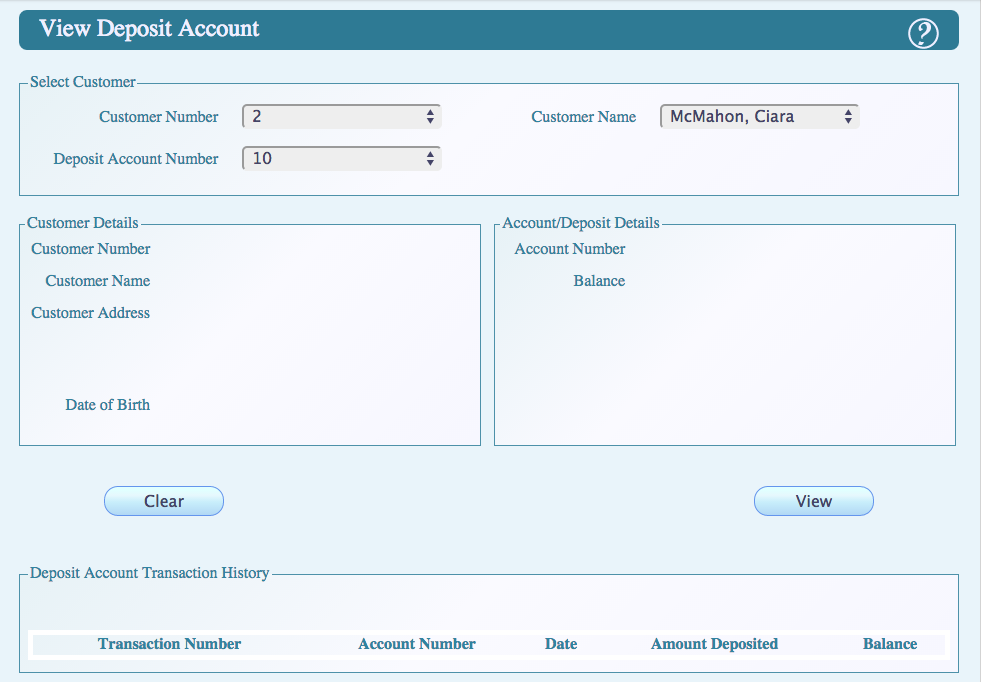 View Deposit Account
?
Select Customer
Customer Number 2 Customer Name McMahon, Ciara
Deposit Account Number 10
Customer Details
Customer Number
Customer Name
Customer Address
Date of Birth
Account/Deposit Details
Account Number
Balance
Clear View
Deposit Account Transaction History
Transaction Number Account Number Date Amount Deposited Balance